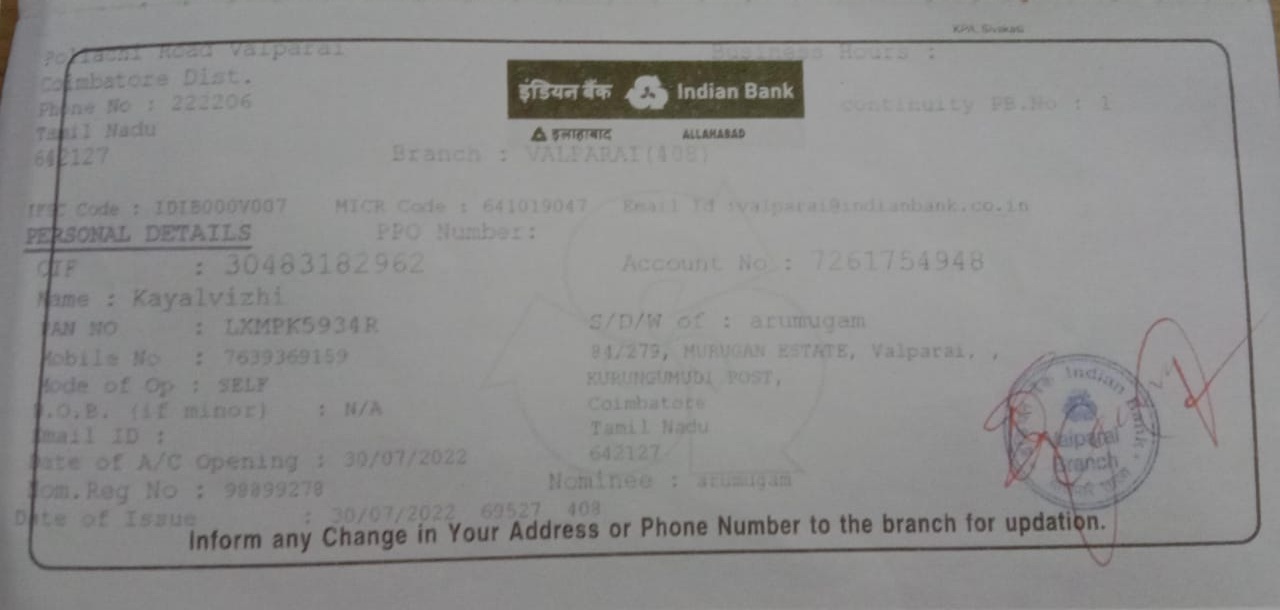 KPA, Sivakasi
Pollachi Road Valparai
Business Hours :
Coimbatore Dist.
इंडियन बैंक Indian Bank
Phone No : 222206
continuity PB.No : 1
इलाहाबाद ALLAHABAD
Tamil Nadu
642127
Branch : VALPARAI(408)
IFSC Code : IDIB000V007 MICR Code : 641019047 Email Id :valparai@indianbank.co.in
PERSONAL DETAILS PPO Number:
CIF : 30483182962 Account No : 7261754948
Name : Kayalvizhi
PAN NO : LXMPK5934R S/D/W of : arumugam
Mobile No : 7639369159 84/279, MURUGAN ESTATE, Valparai, ,
Mode of Op : SELF KURUNGUMUDI POST,
D.O.B. (if minor) : N/A Coimbatore
Email ID : Tamil Nadu
Date of A/C Opening : 30/07/2022 642127
Nom.Reg No : 98899278 Nominee : arumugam
Date of Issue : 30/07/2022 69527 408
Inform any Change in Your Address or Phone Number to the branch for updation.
Indian Bank
Valparai
Branch